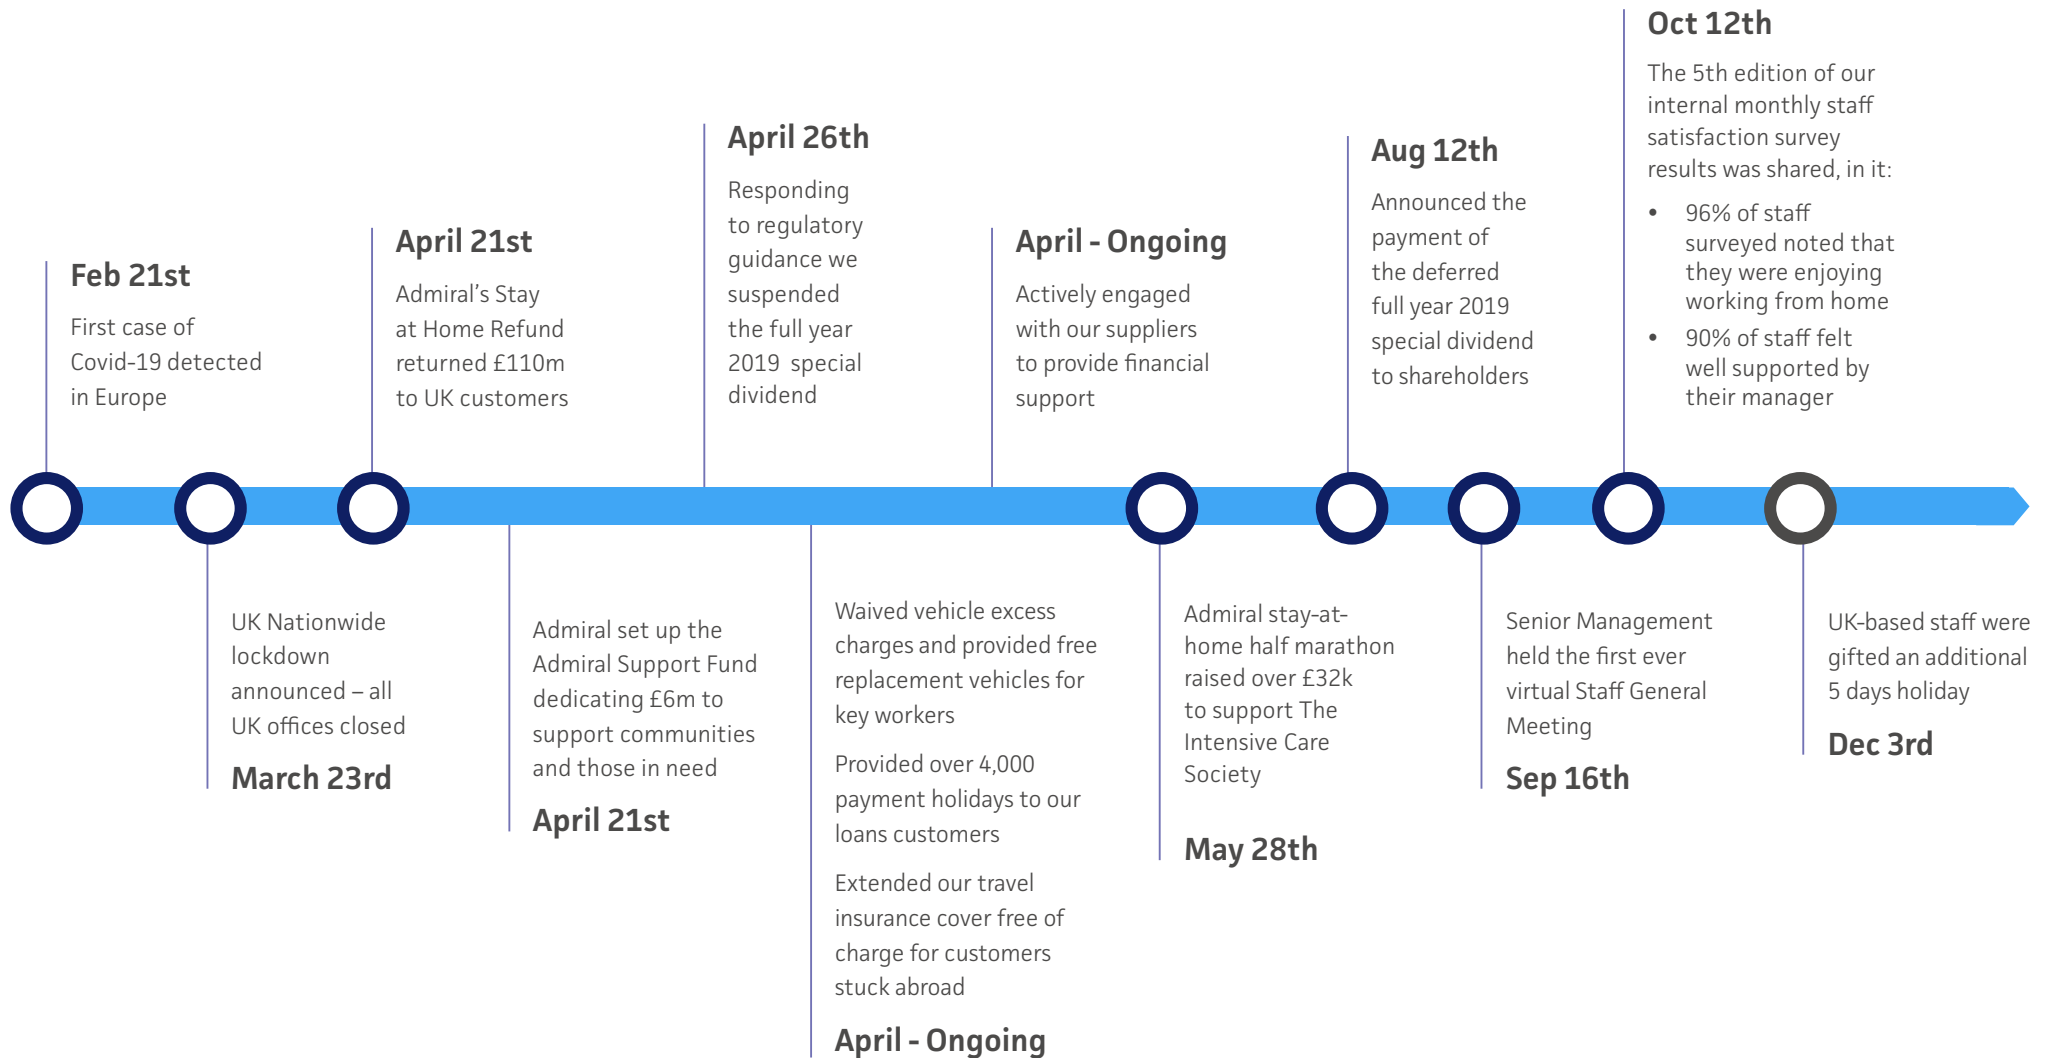 Feb 21st
First case of
Covid-19 detected
in Europe
UK Nationwide
lockdown
announced – all
UK offices closed
March 23rd
April 21st
Admiral’s Stay
at Home Refund
returned £110m
to UK customers
Admiral set up the
Admiral Support Fund
dedicating £6m to
support communities
and those in need
April 21st
April 26th
Responding
to regulatory
guidance we
suspended
the full year
2019 special
dividend
Waived vehicle excess
charges and provided free
replacement vehicles for
key workers
Provided over 4,000
payment holidays to our
loans customers
Extended our travel
insurance cover free of
charge for customers
stuck abroad
April - Ongoing
April - Ongoing
Actively engaged
with our suppliers
to provide financial
support
Admiral stay-at-
home half marathon
raised over £32k
to support The
Intensive Care
Society
May 28th
Aug 12th
Announced the
payment of
the deferred
full year 2019
special dividend
to shareholders
Senior Management
held the first ever
virtual Staff General
Meeting
Sep 16th
Oct 12th
The 5th edition of our
internal monthly staff
satisfaction survey
results was shared, in it:
• 96% of staff
surveyed noted that
they were enjoying
working from home
• 90% of staff felt
well supported by
their manager
UK-based staff were
gifted an additional
5 days holiday
Dec 3rd